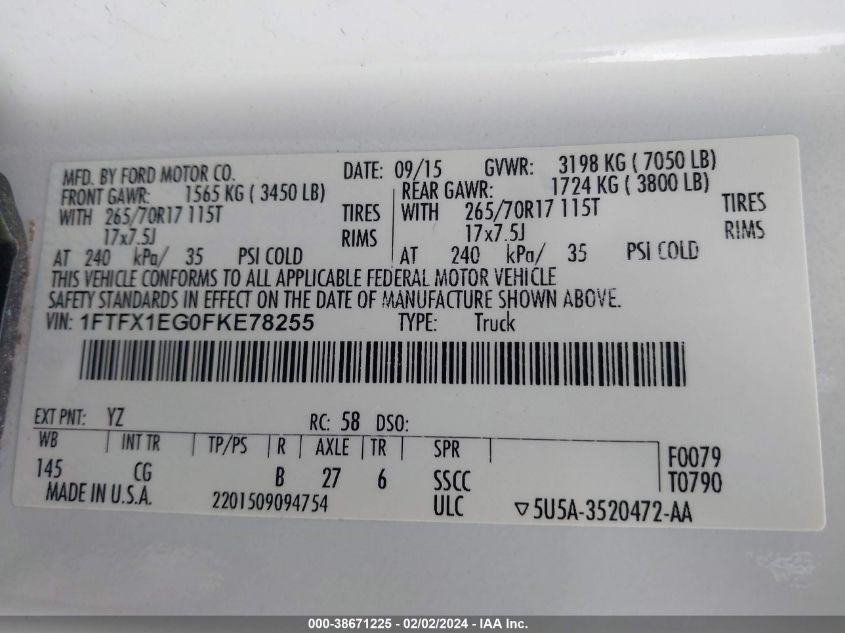 MFD. BY FORD MOTOR CO. DATE: 09/15 GVWR: 3198 KG ( 7050 LB)
FRONT GAWR: 1565 KG ( 3450 LB) REAR GAWR: 1724 KG ( 3800 LB)
WITH 265/70R17 115T TIRES WITH 265/70R17 115T TIRES
17x7.5J RIMS 17x7.5J RIMS
AT 240 kPa/ 35 PSI COLD AT 240 kPa/ 35 PSI COLD
THIS VEHICLE CONFORMS TO ALL APPLICABLE FEDERAL MOTOR VEHICLE
SAFETY STANDARDS IN EFFECT ON THE DATE OF MANUFACTURE SHOWN ABOVE.
VIN: 1FTFX1EG0FKE78255 TYPE: Truck
EXT PNT: YZ RC: 58 DSO:
WB INT TR TP/PS R AXLE TR SPR F0079
145 CG B 27 6 SSCC T0790
MADE IN U.S.A. 2201509094754 ULC ▽5U5A-3520472-AA
000-38671225 - 02/02/2024 - IAA Inc.